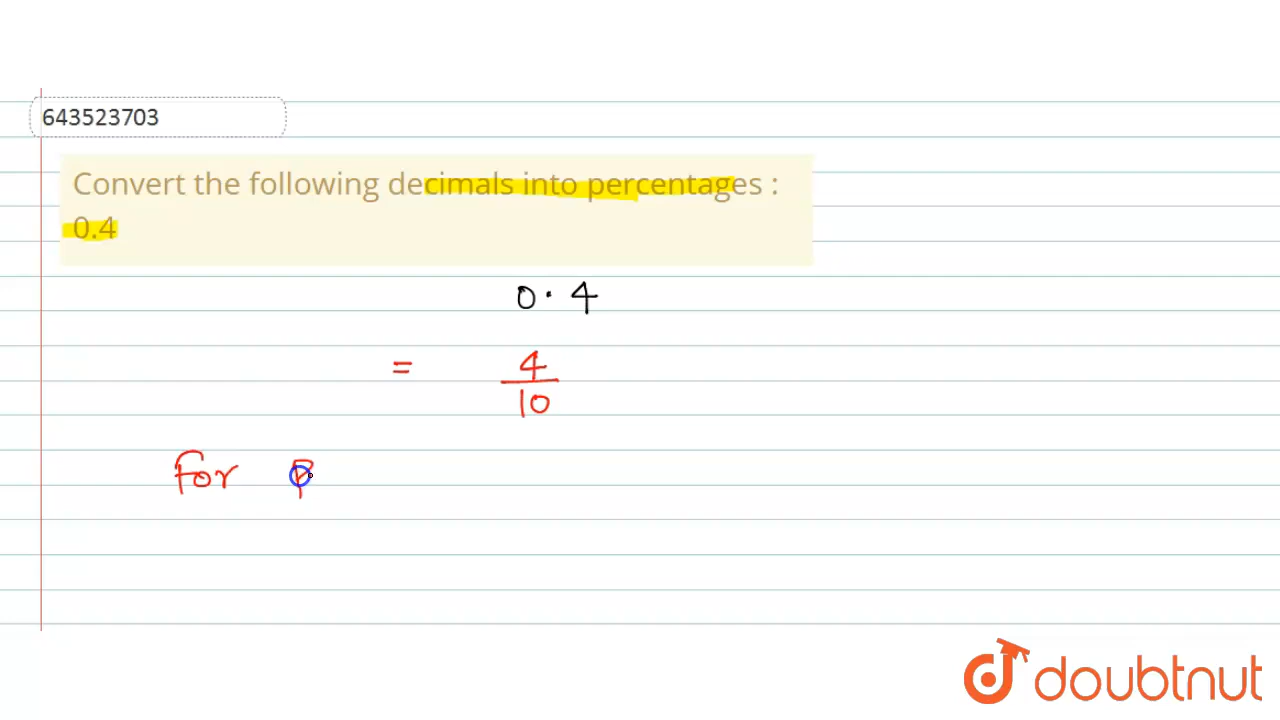 643523703
Convert the following decimals into percentages :
0.4
0.4
= 4/10
for P
doubtnut